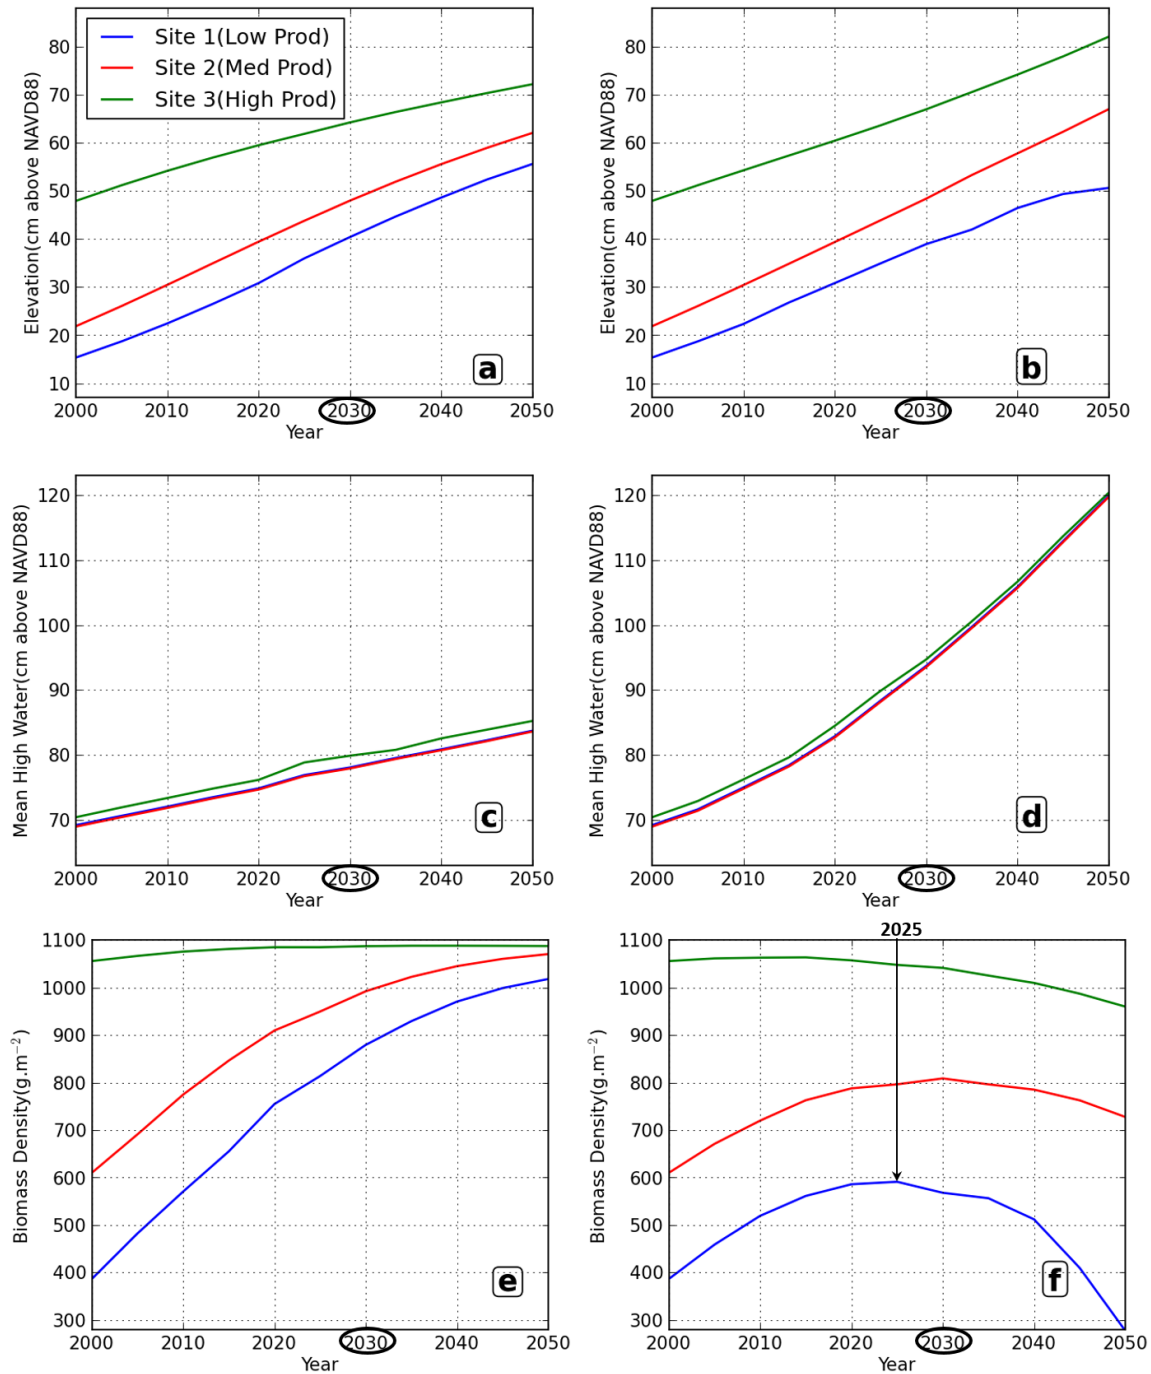 Site 1(Low Prod)
Site 2(Med Prod)
Site 3(High Prod)
Elevation(cm above NAVD88)
80
70
60
50
40
30
20
10
a
2000 2010 2020 2030 2040 2050
Year
Elevation(cm above NAVD88)
80
70
60
50
40
30
20
10
b
2000 2010 2020 2030 2040 2050
Year
Mean High Water(cm above NAVD88)
120
110
100
90
80
70
c
2000 2010 2020 2030 2040 2050
Year
Mean High Water(cm above NAVD88)
120
110
100
90
80
70
d
2000 2010 2020 2030 2040 2050
Year
Biomass Density(g.m⁻²)
1100
1000
900
800
700
600
500
400
300
e
2000 2010 2020 2030 2040 2050
Year
2025
Biomass Density(g.m⁻²)
1100
1000
900
800
700
600
500
400
300
f
2000 2010 2020 2030 2040 2050
Year